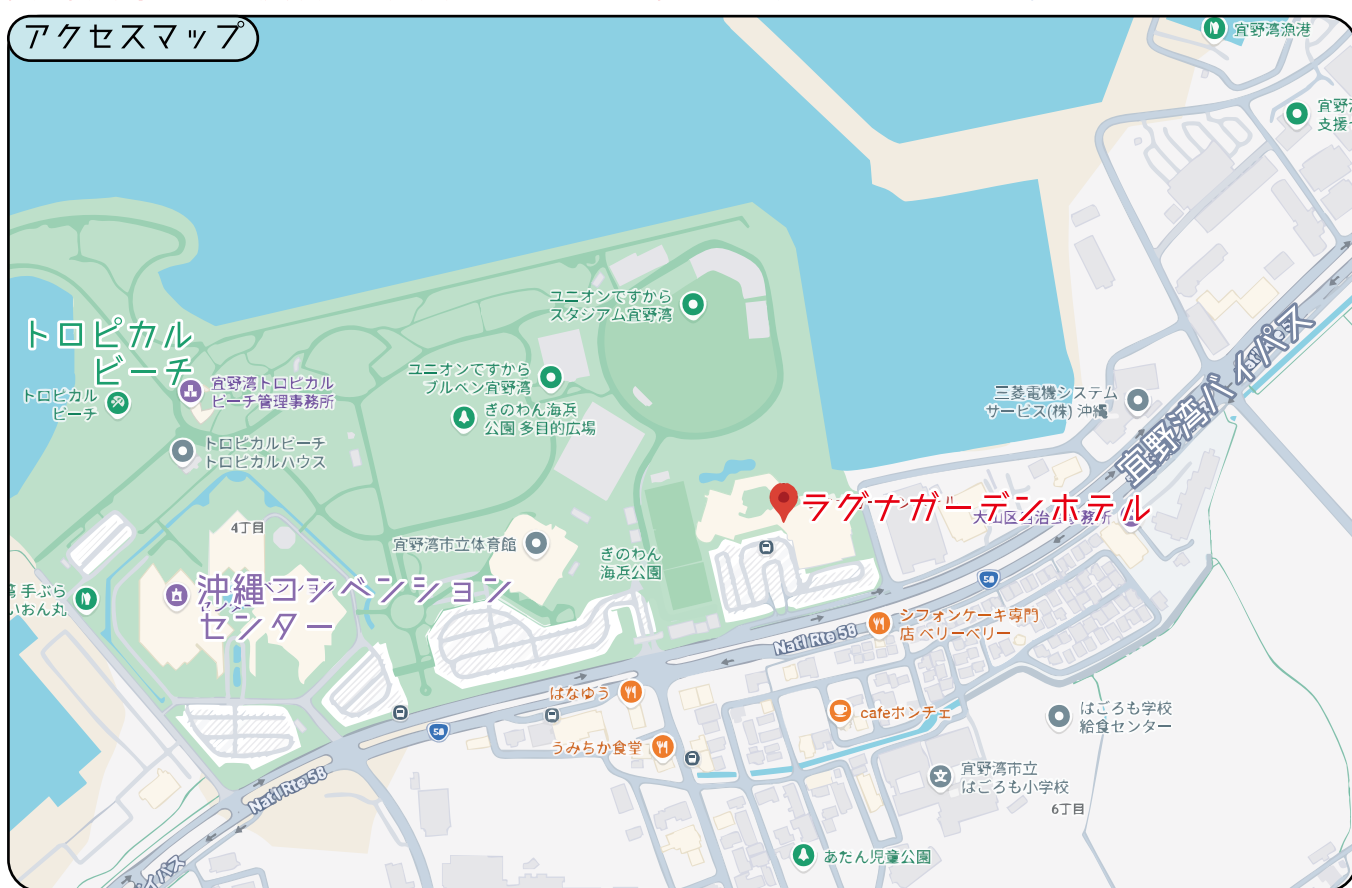 アクセスマップ
宜野湾漁港
宜野
支援
ユニオンですから
スタジアム宜野湾
トロピカル
ビーチ
ユニオンですから
ブルペン宜野湾
宜野湾トロピカル
ビーチ管理事務所
トロピカル
ビーチ
ぎのわん海浜
公園 多目的広場
三菱電機システム
サービス(株) 沖縄
宜野湾バイパス
トロピカルビーチ
トロピカルハウス
ラグナガーデンホテル
4丁目
宜野湾市立体育館
ぎのわん
海浜公園
手ぶら
いおん丸
沖縄コンベンション
センター
58
シフォンケーキ専門
店 ベリーベリー
Nat'l Rte 58
はなゆう
cafeボンチェ
はごろも学校
給食センター
58
うみちか食堂
宜野湾市立
はごろも小学校
Nat'l Rte 58
6丁目
あだん児童公園
イパス